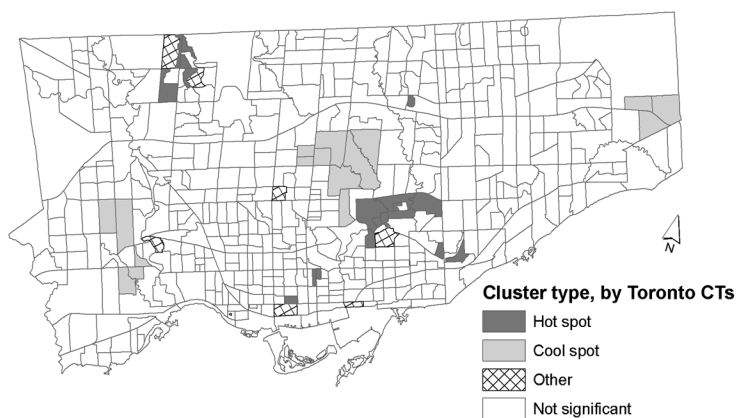 N
Cluster type, by Toronto CTs
Hot spot
Cool spot
Other
Not significant